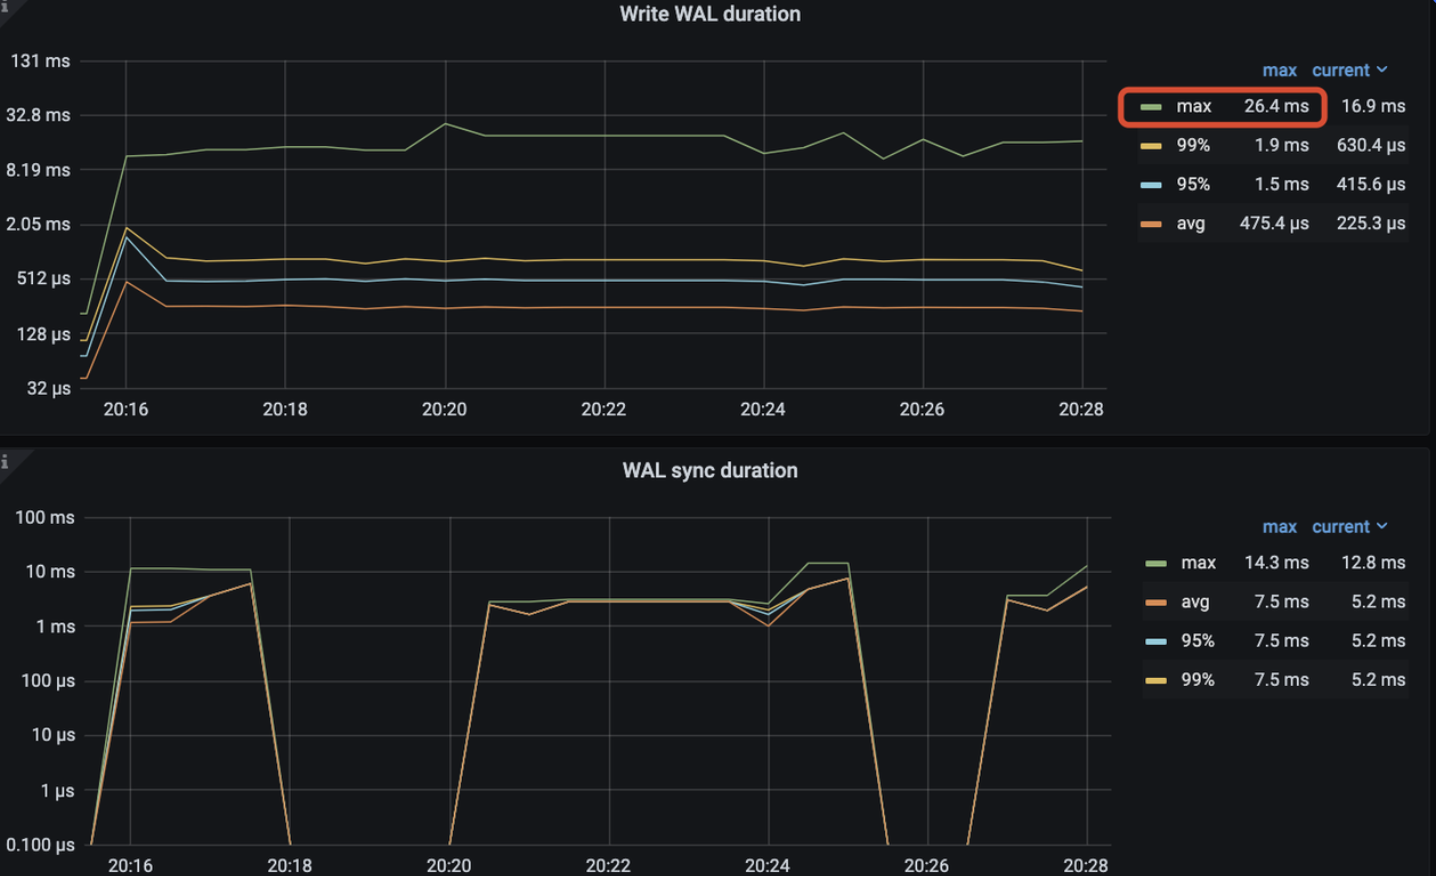 i
Write WAL duration
131 ms
32.8 ms
8.19 ms
2.05 ms
512 µs
128 µs
32 µs
20:16 20:18 20:20 20:22 20:24 20:26 20:28
max current
max 26.4 ms 16.9 ms
99% 1.9 ms 630.4 µs
95% 1.5 ms 415.6 µs
avg 475.4 µs 225.3 µs
i
WAL sync duration
100 ms
10 ms
1 ms
100 µs
10 µs
1 µs
0.100 µs
20:16 20:18 20:20 20:22 20:24 20:26 20:28
max current
max 14.3 ms 12.8 ms
avg 7.5 ms 5.2 ms
95% 7.5 ms 5.2 ms
99% 7.5 ms 5.2 ms